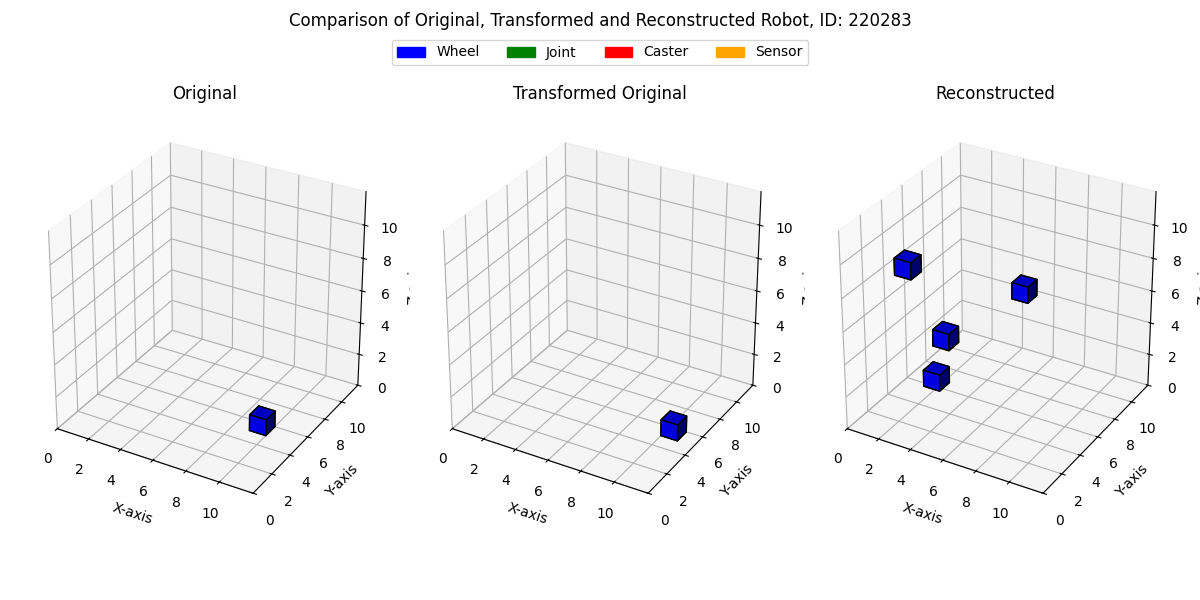 Comparison of Original, Transformed and Reconstructed Robot, ID: 220283
Wheel Joint Caster Sensor
Original
Transformed Original
Reconstructed
0 2 4 6 8 10
X-axis
0 2 4 6 8 10
Y-axis
0 2 4 6 8 10
0 2 4 6 8 10
X-axis
0 2 4 6 8 10
Y-axis
0 2 4 6 8 10
0 2 4 6 8 10
X-axis
0 2 4 6 8 10
Y-axis
0 2 4 6 8 10